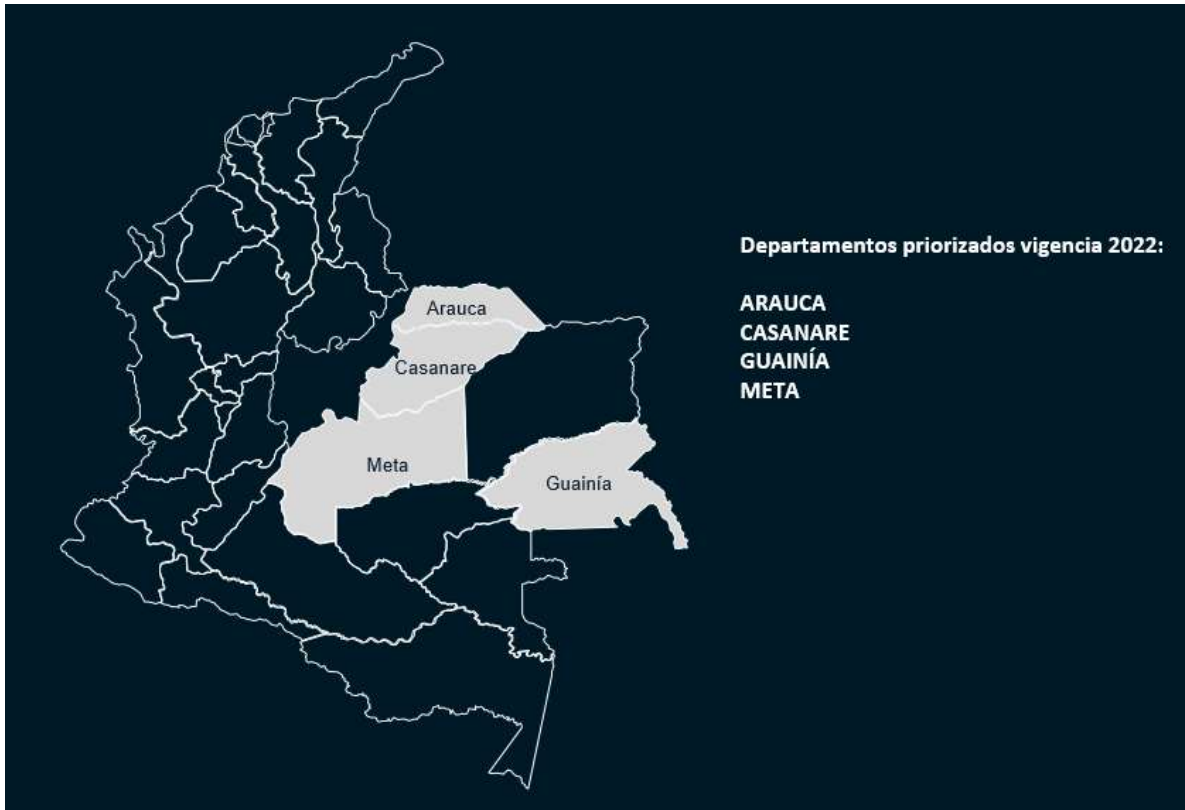 Departamentos priorizados vigencia 2022:
ARAUCA
CASANARE
GUAINÍA
META
Arauca
Casanare
Meta
Guainía